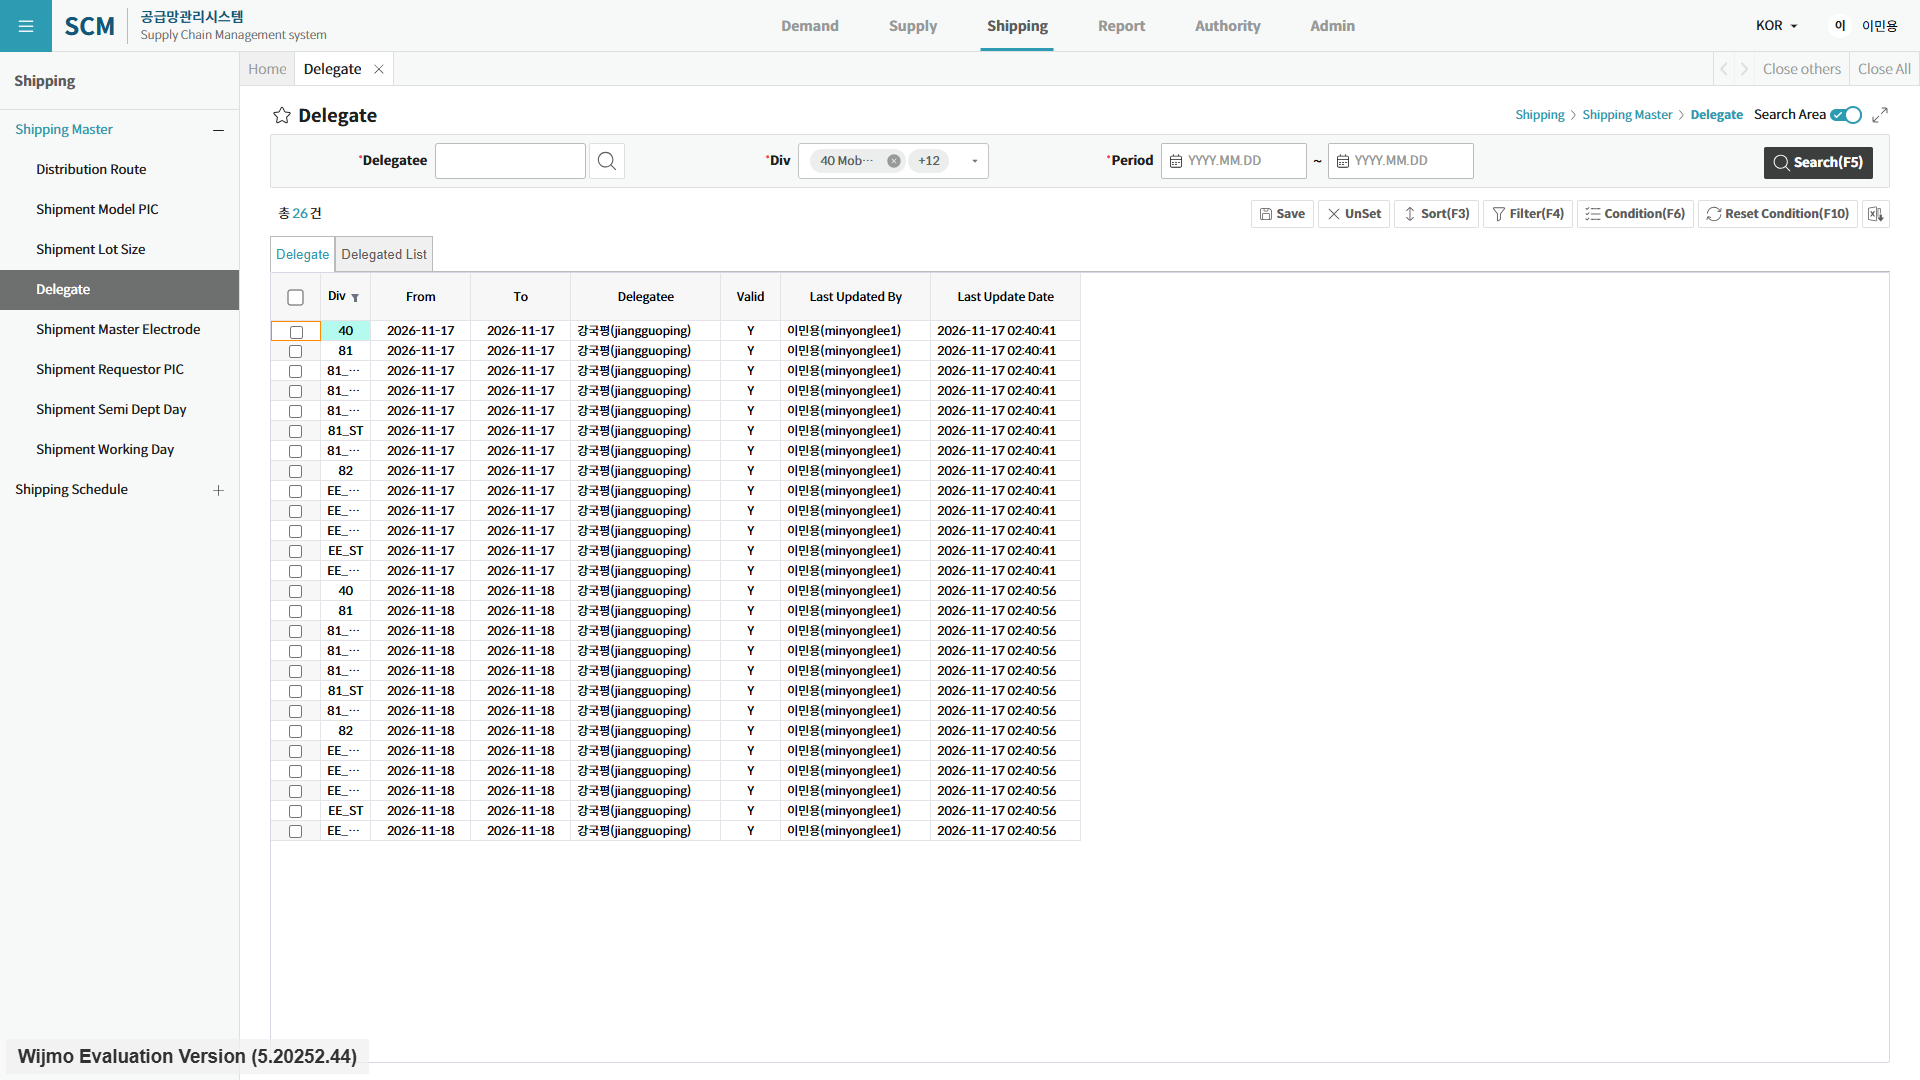 SCM
공급망관리시스템
Supply Chain Management system
Demand
Supply
Shipping
Report
Authority
Admin
KOR
이
이민용
Shipping
Home
Delegate
Close others
Close All
Shipping Master
Distribution Route
Shipment Model PIC
Shipment Lot Size
Delegate
Shipment Master Electrode
Shipment Requestor PIC
Shipment Semi Dept Day
Shipment Working Day
Shipping Schedule
Delegate
Shipping > Shipping Master > Delegate
Search Area
*Delegatee
*Div
40 Mob···
+12
*Period
YYYY.MM.DD ~ YYYY.MM.DD
Search(F5)
총 26 건
Save
UnSet
Sort(F3)
Filter(F4)
Condition(F6)
Reset Condition(F10)
Delegate
Delegated List
Div From To Delegatee Valid Last Updated By Last Update Date
40 2026-11-17 2026-11-17 강국평(jiangguoping) Y 이민용(minyonglee1) 2026-11-17 02:40:41
81 2026-11-17 2026-11-17 강국평(jiangguoping) Y 이민용(minyonglee1) 2026-11-17 02:40:41
81_··· 2026-11-17 2026-11-17 강국평(jiangguoping) Y 이민용(minyonglee1) 2026-11-17 02:40:41
81_··· 2026-11-17 2026-11-17 강국평(jiangguoping) Y 이민용(minyonglee1) 2026-11-17 02:40:41
81_··· 2026-11-17 2026-11-17 강국평(jiangguoping) Y 이민용(minyonglee1) 2026-11-17 02:40:41
81_ST 2026-11-17 2026-11-17 강국평(jiangguoping) Y 이민용(minyonglee1) 2026-11-17 02:40:41
81_··· 2026-11-17 2026-11-17 강국평(jiangguoping) Y 이민용(minyonglee1) 2026-11-17 02:40:41
82 2026-11-17 2026-11-17 강국평(jiangguoping) Y 이민용(minyonglee1) 2026-11-17 02:40:41
EE_··· 2026-11-17 2026-11-17 강국평(jiangguoping) Y 이민용(minyonglee1) 2026-11-17 02:40:41
EE_··· 2026-11-17 2026-11-17 강국평(jiangguoping) Y 이민용(minyonglee1) 2026-11-17 02:40:41
EE_··· 2026-11-17 2026-11-17 강국평(jiangguoping) Y 이민용(minyonglee1) 2026-11-17 02:40:41
EE_ST 2026-11-17 2026-11-17 강국평(jiangguoping) Y 이민용(minyonglee1) 2026-11-17 02:40:41
EE_··· 2026-11-17 2026-11-17 강국평(jiangguoping) Y 이민용(minyonglee1) 2026-11-17 02:40:41
40 2026-11-18 2026-11-18 강국평(jiangguoping) Y 이민용(minyonglee1) 2026-11-17 02:40:56
81 2026-11-18 2026-11-18 강국평(jiangguoping) Y 이민용(minyonglee1) 2026-11-17 02:40:56
81_··· 2026-11-18 2026-11-18 강국평(jiangguoping) Y 이민용(minyonglee1) 2026-11-17 02:40:56
81_··· 2026-11-18 2026-11-18 강국평(jiangguoping) Y 이민용(minyonglee1) 2026-11-17 02:40:56
81_··· 2026-11-18 2026-11-18 강국평(jiangguoping) Y 이민용(minyonglee1) 2026-11-17 02:40:56
81_ST 2026-11-18 2026-11-18 강국평(jiangguoping) Y 이민용(minyonglee1) 2026-11-17 02:40:56
81_··· 2026-11-18 2026-11-18 강국평(jiangguoping) Y 이민용(minyonglee1) 2026-11-17 02:40:56
82 2026-11-18 2026-11-18 강국평(jiangguoping) Y 이민용(minyonglee1) 2026-11-17 02:40:56
EE_··· 2026-11-18 2026-11-18 강국평(jiangguoping) Y 이민용(minyonglee1) 2026-11-17 02:40:56
EE_··· 2026-11-18 2026-11-18 강국평(jiangguoping) Y 이민용(minyonglee1) 2026-11-17 02:40:56
EE_··· 2026-11-18 2026-11-18 강국평(jiangguoping) Y 이민용(minyonglee1) 2026-11-17 02:40:56
EE_ST 2026-11-18 2026-11-18 강국평(jiangguoping) Y 이민용(minyonglee1) 2026-11-17 02:40:56
EE_··· 2026-11-18 2026-11-18 강국평(jiangguoping) Y 이민용(minyonglee1) 2026-11-17 02:40:56
Wijmo Evaluation Version (5.20252.44)